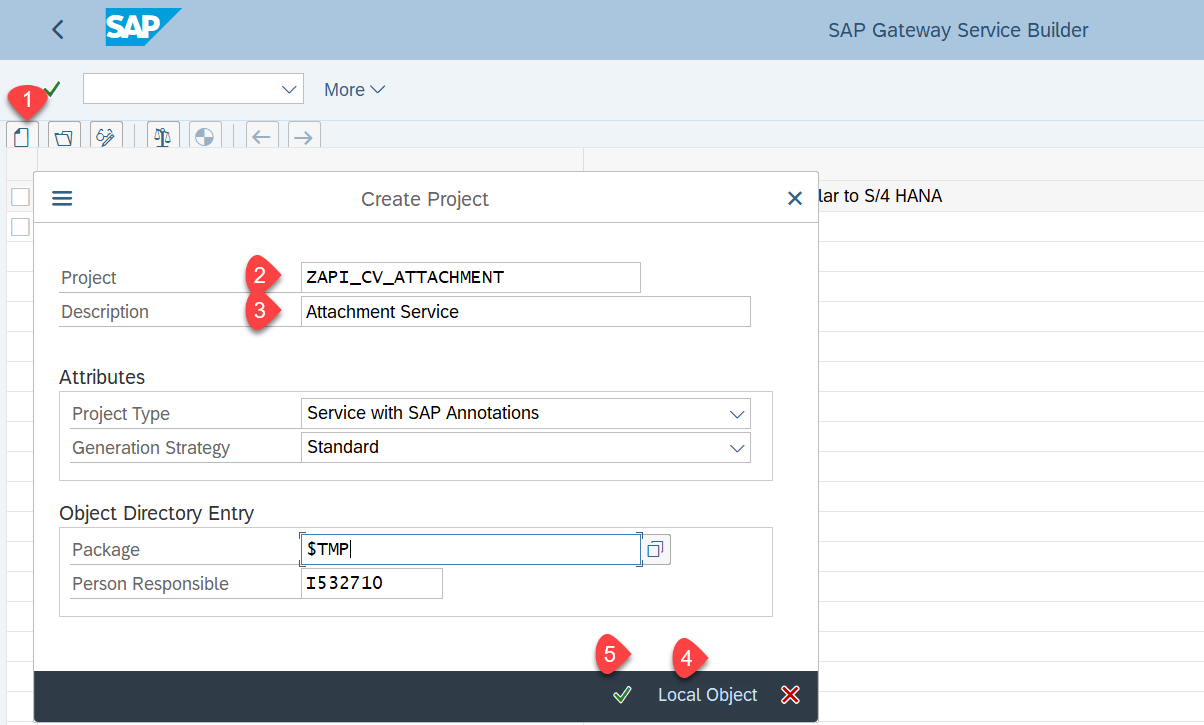 SAP
SAP Gateway Service Builder
1
More
Create Project
lar to S/4 HANA
Project
2
ZAPI_CV_ATTACHMENT
Description
3
Attachment Service
Attributes
Project Type
Service with SAP Annotations
Generation Strategy
Standard
Object Directory Entry
Package
$TMP
Person Responsible
I532710
5
4
Local Object